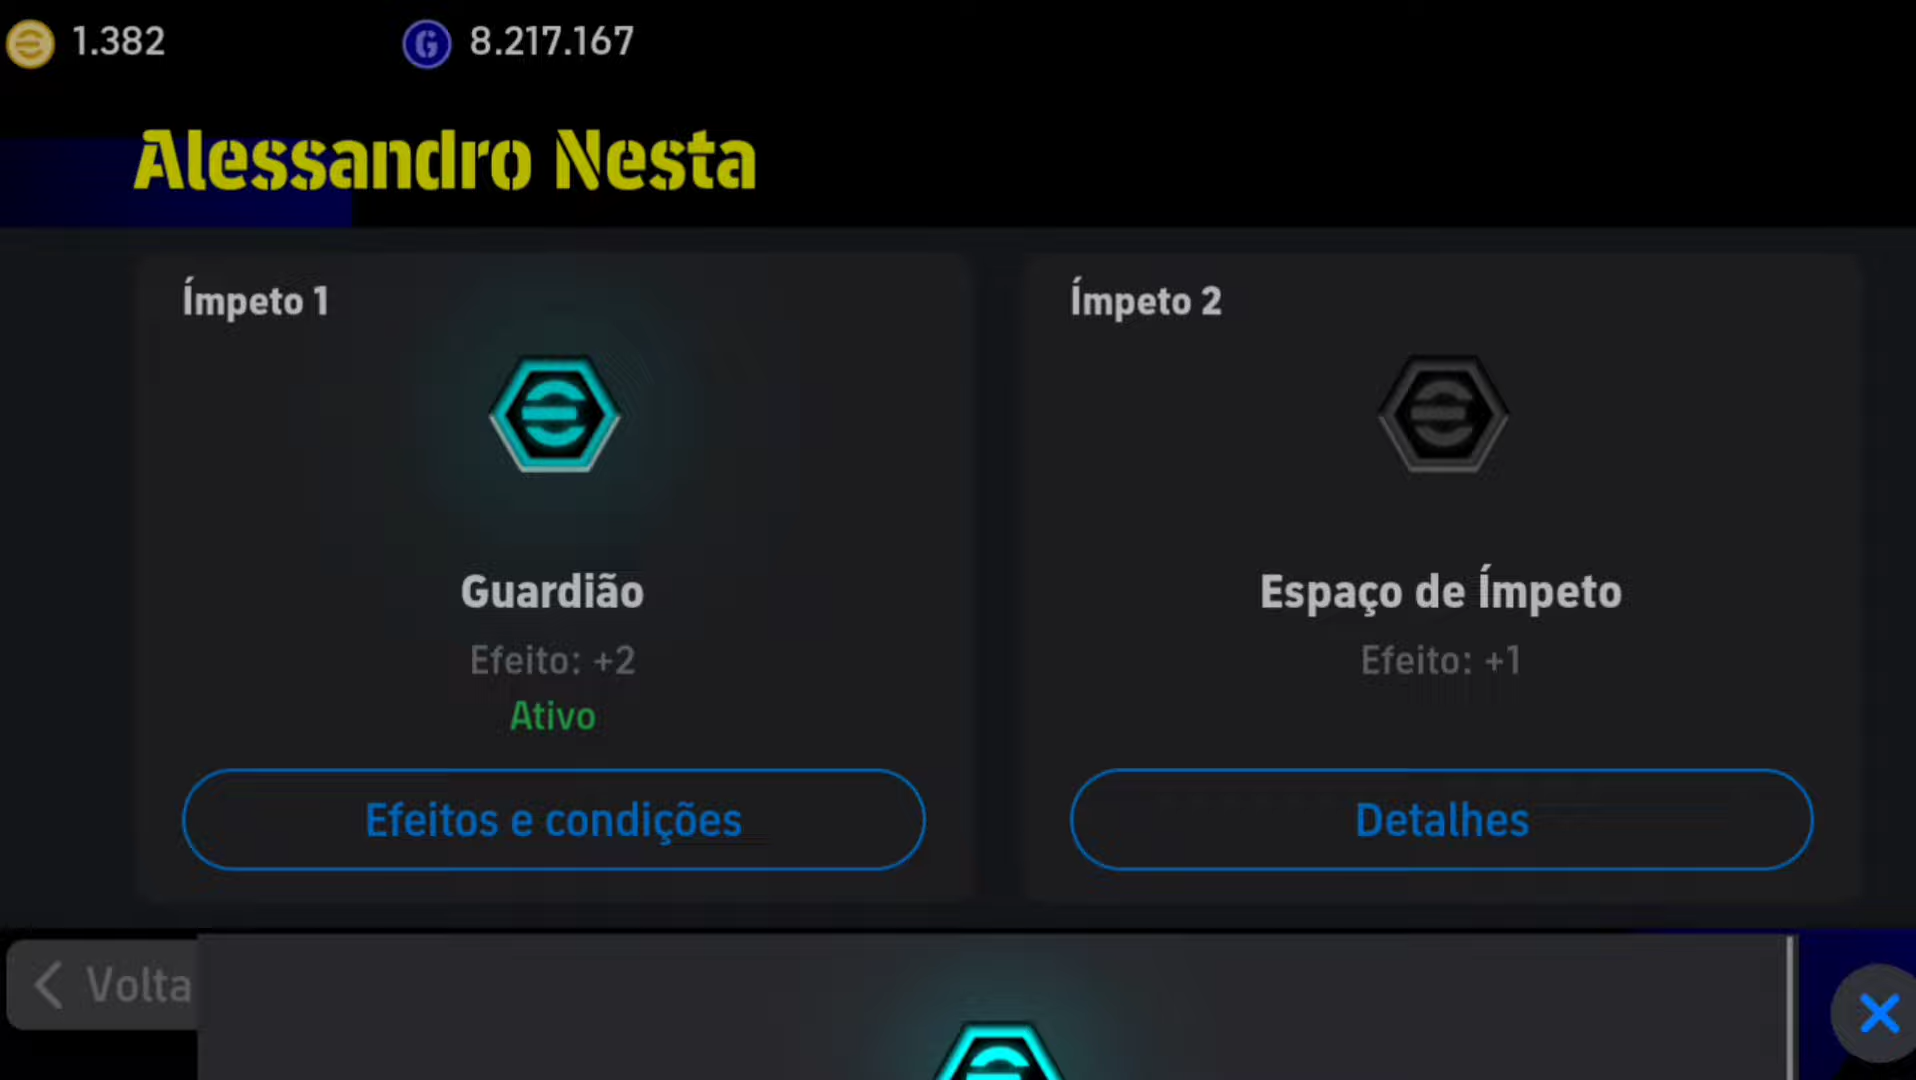 1.382
8.217.167
Alessandro Nesta
Ímpeto 1
Ímpeto 2
Guardião
Efeito: +2
Ativo
Efeitos e condições
Espaço de Ímpeto
Efeito: +1
Detalhes
Volta